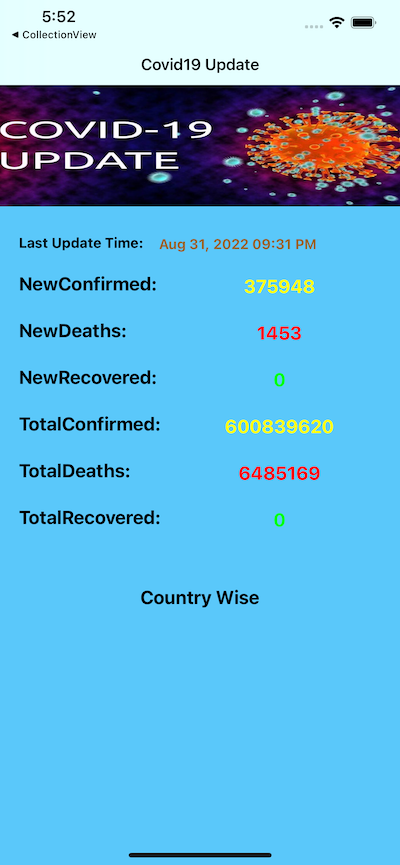 5:52
◀ CollectionView
Covid19 Update
COVID-19
UPDATE
Last Update Time: Aug 31, 2022 09:31 PM
NewConfirmed: 375948
NewDeaths: 1453
NewRecovered: 0
TotalConfirmed: 600839620
TotalDeaths: 6485169
TotalRecovered: 0
Country Wise